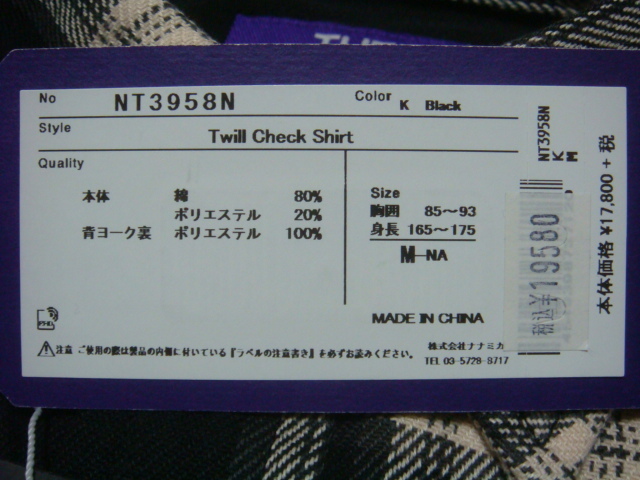 No NT3958N Color K Black
Style Twill Check Shirt
Quality
本体 綿 80%
ポリエステル 20%
背ヨーク裏 ポリエステル 100%
Size
胸囲 85～93
身長 165～175
M-NA
MADE IN CHINA
注意 ご使用の際は製品の内側に付いている『ラベルの注意書き』を必ずお読みください。
株式会社ナナミカ
TEL 03-5728-8717
NT3958N
K
M
税込¥19580
本体価格 ¥17,800 + 税